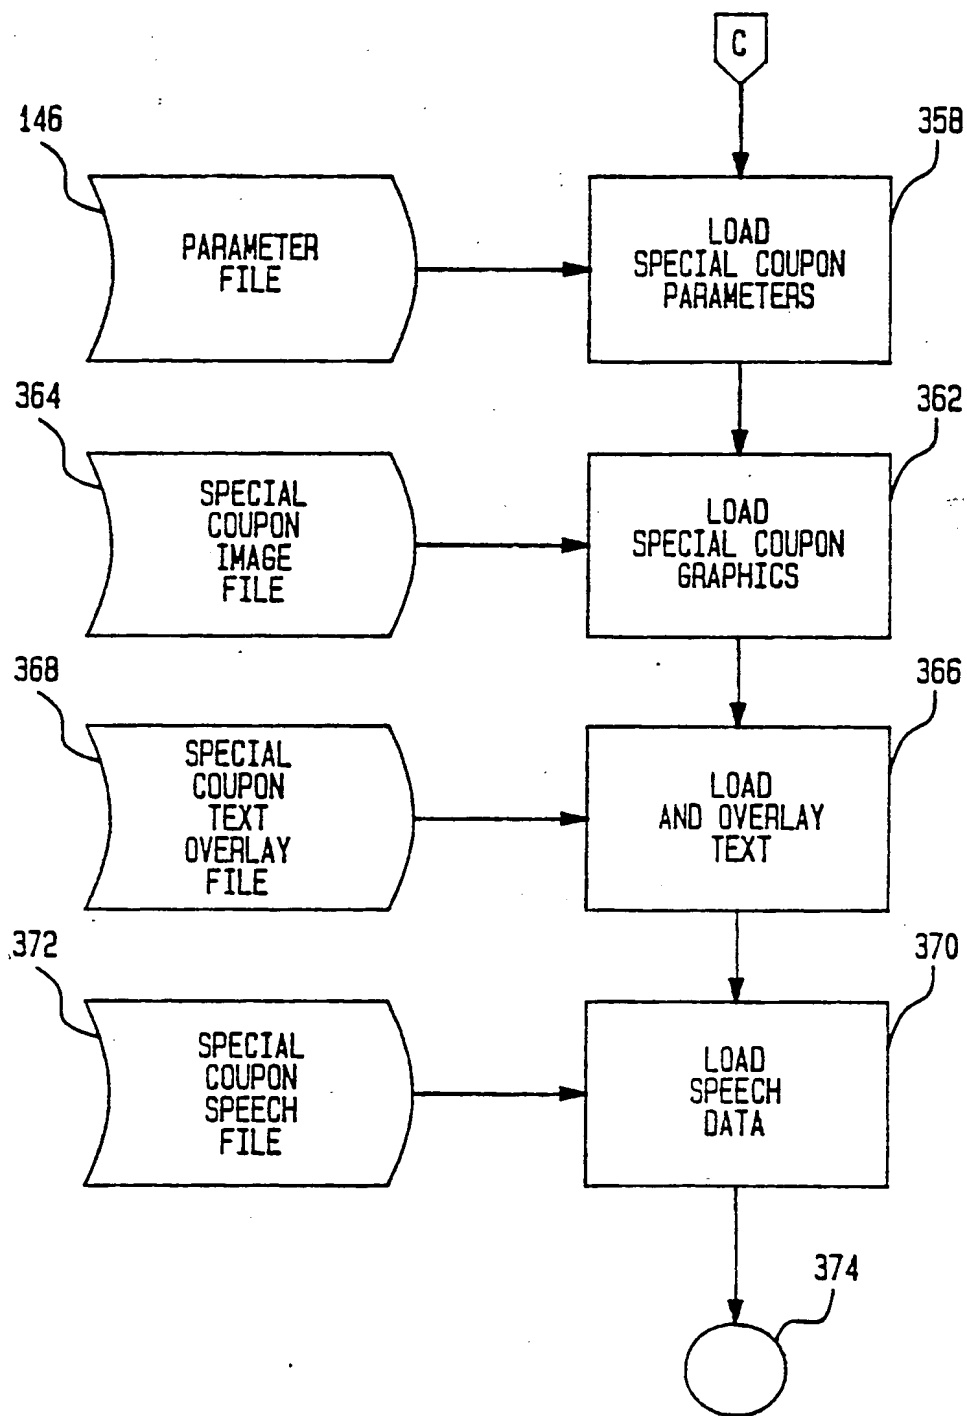 C
146
358
PARAMETER
FILE
LOAD
SPECIAL COUPON
PARAMETERS
364
362
SPECIAL
COUPON
IMAGE
FILE
LOAD
SPECIAL COUPON
GRAPHICS
368
366
SPECIAL
COUPON
TEXT
OVERLAY
FILE
LOAD
AND OVERLAY
TEXT
372
370
SPECIAL
COUPON
SPEECH
FILE
LOAD
SPEECH
DATA
374